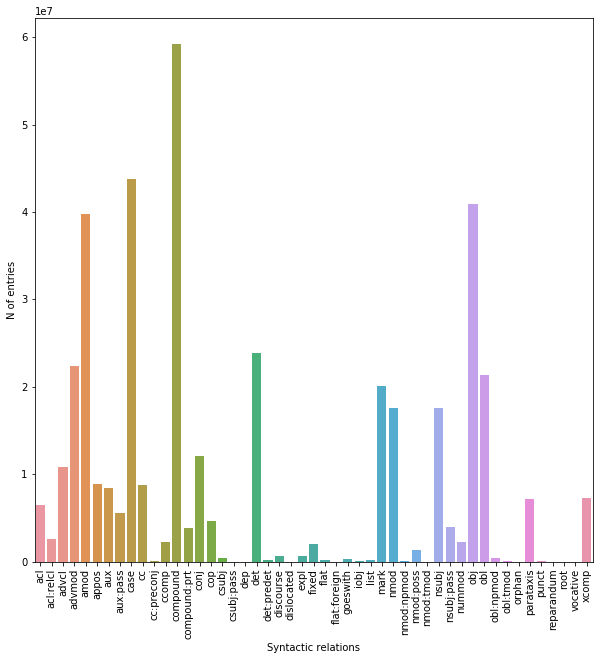 1e7
6
5
4
3
2
1
0
N of entries
acl
acl:relcl
advcl
advmod
amod
appos
aux
aux:pass
case
cc
cc:preconj
ccomp
compound
compound:prt
conj
cop
csubj
csubj:pass
dep
det
det:predet
discourse
dislocated
expl
fixed
flat
flat:foreign
goeswith
iobj
list
mark
nmod
nmod:npmod
nmod:poss
nmod:tmod
nsubj
nsubj:pass
nummod
obj
obl
obl:npmod
obl:tmod
orphan
parataxis
punct
reparandum
root
vocative
xcomp
Syntactic relations